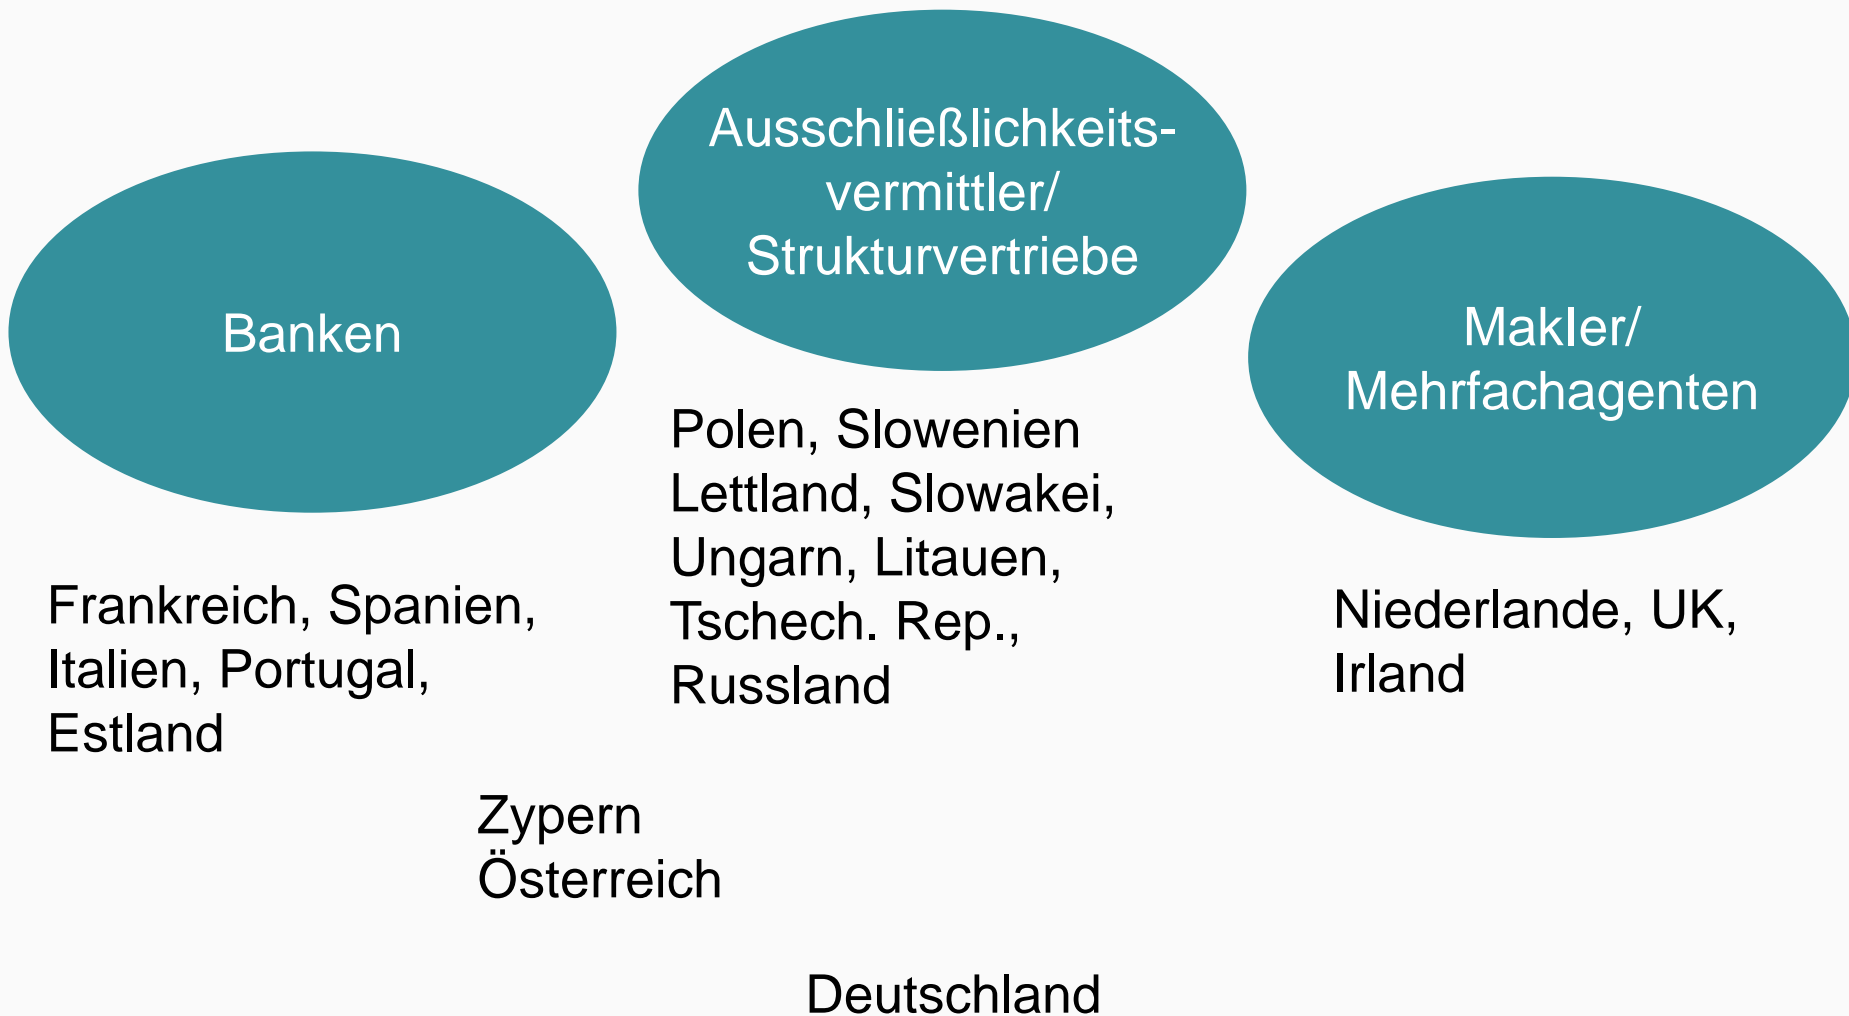 Banken
Frankreich, Spanien,
Italien, Portugal,
Estland
Ausschließlichkeits-
vermittler/
Strukturvertriebe
Polen, Slowenien
Lettland, Slowakei,
Ungarn, Litauen,
Tschech. Rep.,
Russland
Makler/
Mehrfachagenten
Niederlande, UK,
Irland
Zypern
Österreich
Deutschland